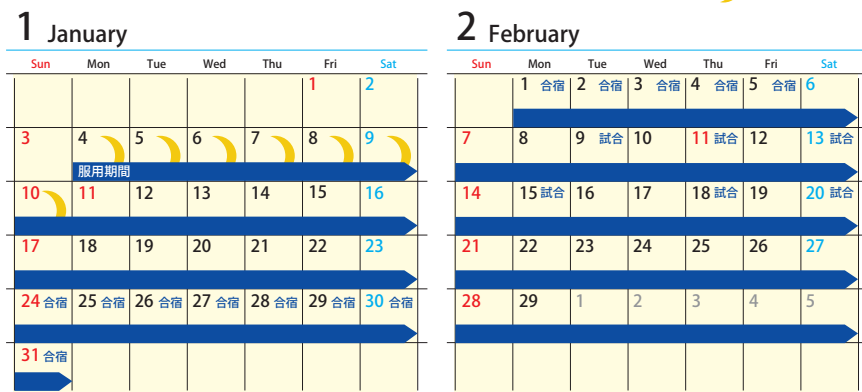 1 January
Sun Mon Tue Wed Thu Fri Sat
1 2
3 4 5 6 7 8 9
服用期間
10 11 12 13 14 15 16
17 18 19 20 21 22 23
24 合宿 25 合宿 26 合宿 27 合宿 28 合宿 29 合宿 30 合宿
31 合宿
2 February
Sun Mon Tue Wed Thu Fri Sat
1 合宿 2 合宿 3 合宿 4 合宿 5 合宿 6
7 8 9 試合 10 11 試合 12 13 試合
14 15 試合 16 17 18 試合 19 20 試合
21 22 23 24 25 26 27
28 29 1 2 3 4 5